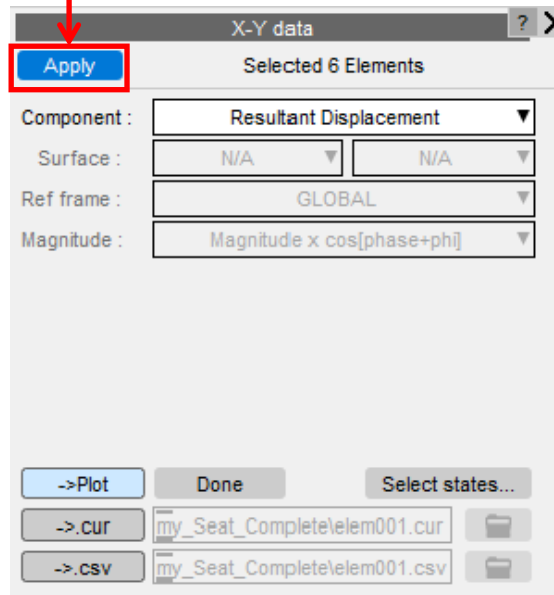 X-Y data ?
Apply Selected 6 Elements
Component : Resultant Displacement
Surface : N/A N/A
Ref frame : GLOBAL
Magnitude : Magnitude x cos[phase+phi]
->Plot Done Select states...
->.cur my_Seat_Complete\elem001.cur
->.csv my_Seat_Complete\elem001.csv